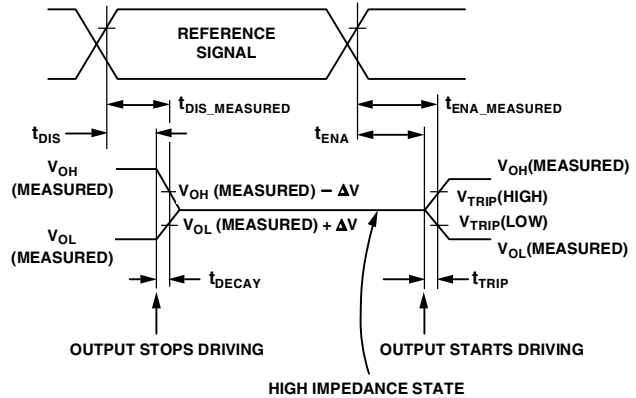 REFERENCE
SIGNAL
tDIS_MEASURED
tENA_MEASURED
tDIS
tENA
VOH
(MEASURED)
VOH (MEASURED) – ΔV
VOL (MEASURED) + ΔV
VOL
(MEASURED)
VOH(MEASURED)
VTRIP(HIGH)
VTRIP(LOW)
VOL(MEASURED)
tDECAY
tTRIP
OUTPUT STOPS DRIVING
OUTPUT STARTS DRIVING
HIGH IMPEDANCE STATE